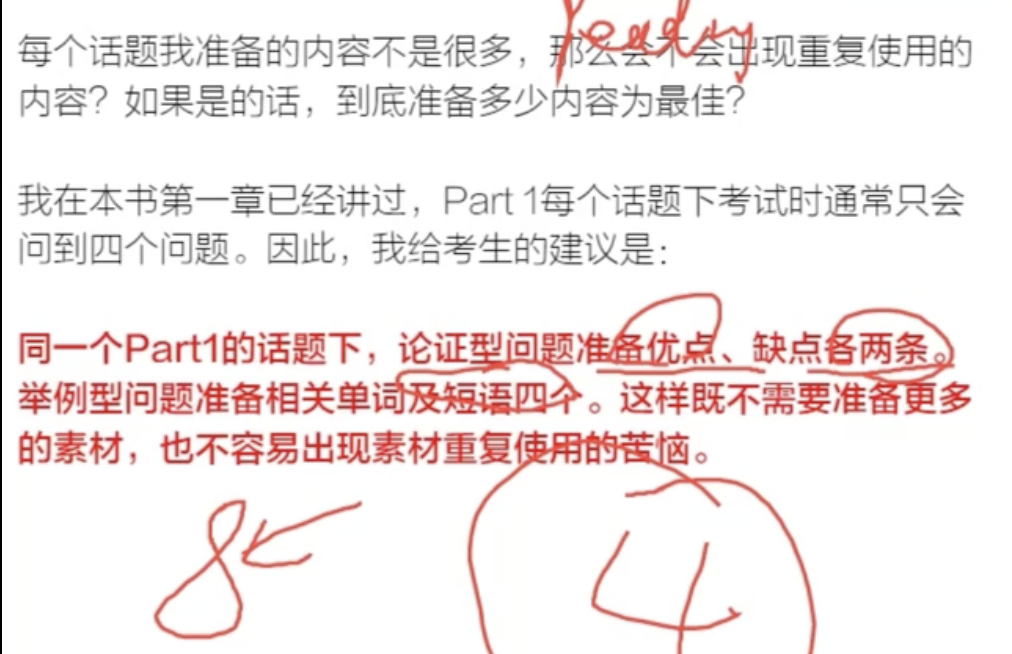 Reading
每个话题我准备的内容不是很多，那么会不会出现重复使用的
内容？如果是的话，到底准备多少内容为最佳？
我在本书第一章已经讲过，Part 1每个话题下考试时通常只会
问到四个问题。因此，我给考生的建议是：
同一个Part1的话题下，论证型问题准备优点、缺点各两条。
举例型问题准备相关单词及短语四个。这样既不需要准备更多
的素材，也不容易出现素材重复使用的苦恼。
8
4